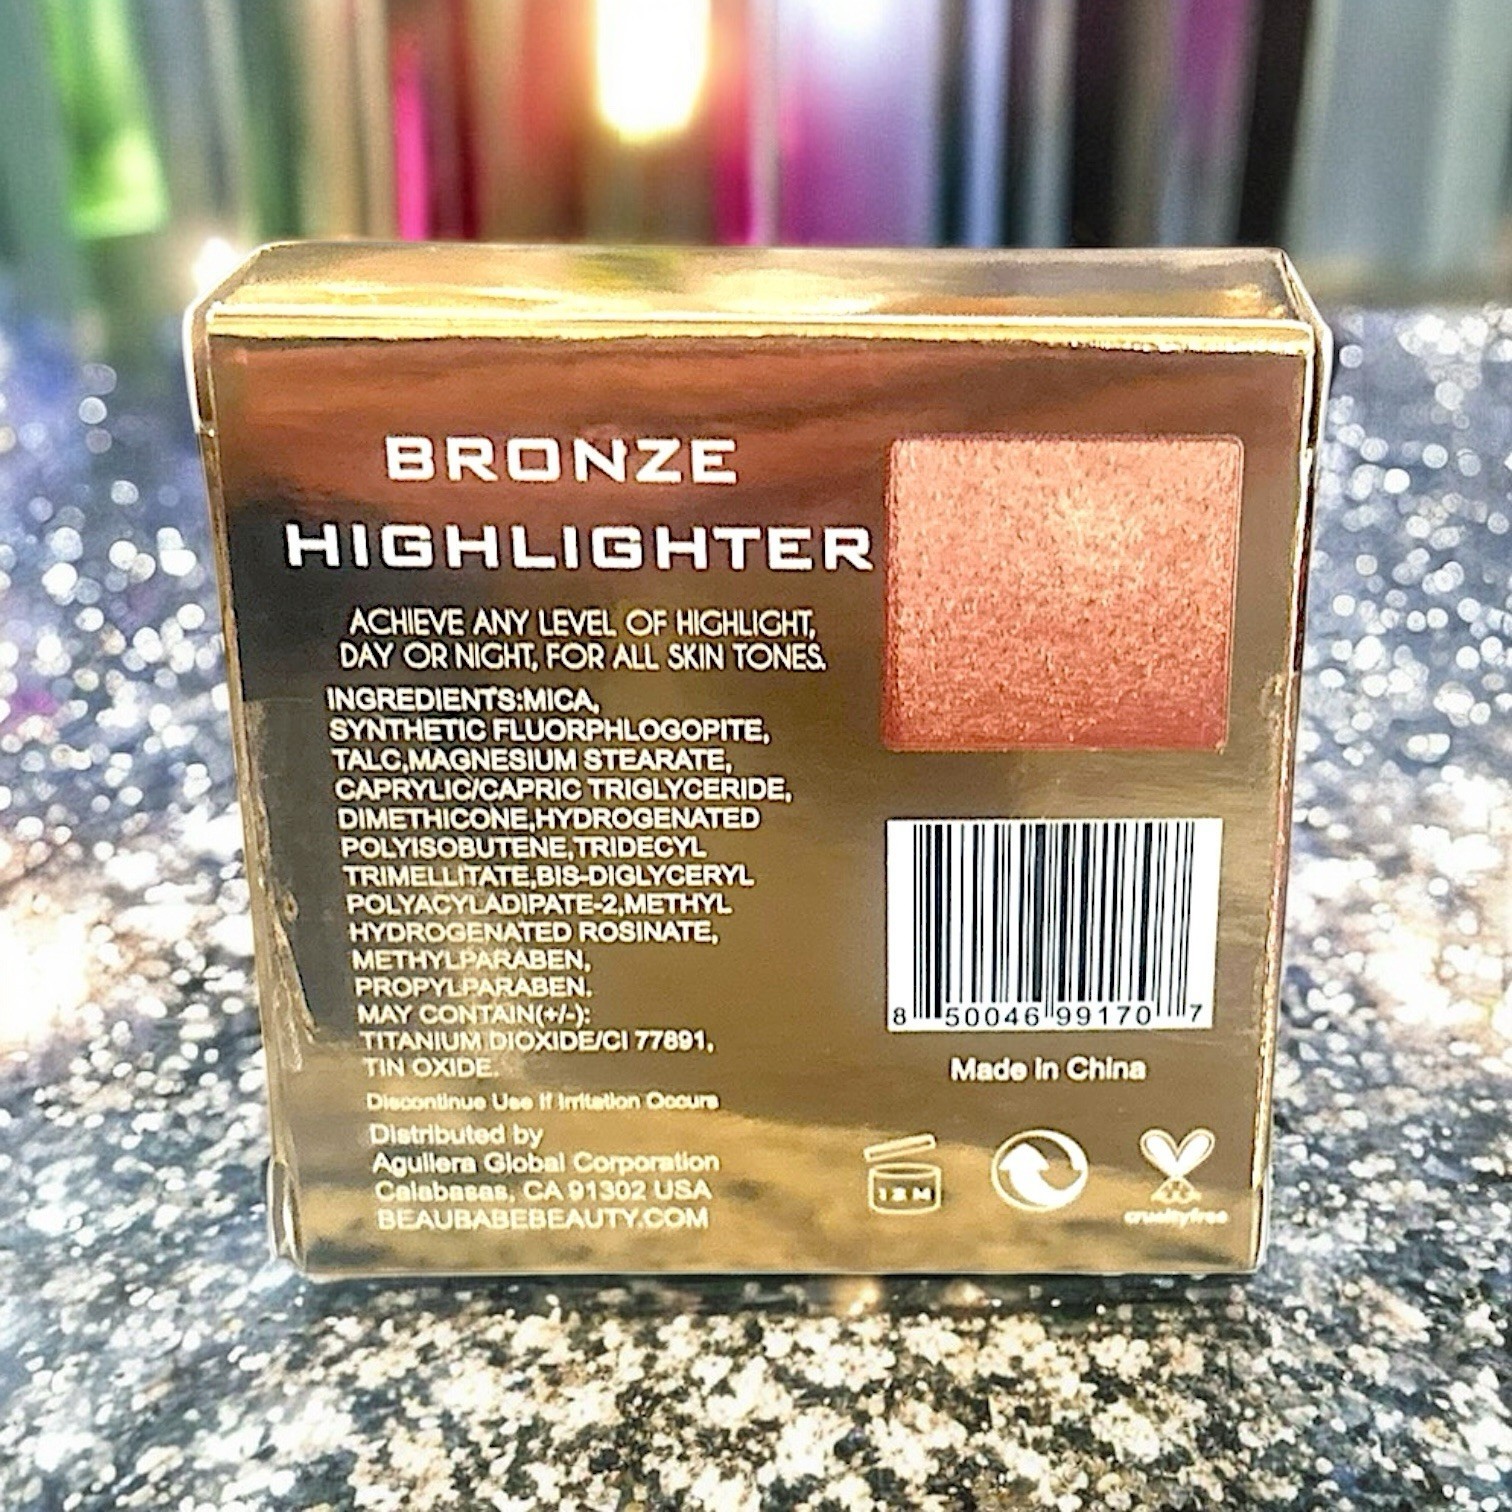 BRONZE
HIGHLIGHTER
ACHIEVE ANY LEVEL OF HIGHLIGHT,
DAY OR NIGHT, FOR ALL SKIN TONES.
INGREDIENTS:MICA,
SYNTHETIC FLUORPHLOGOPITE,
TALC,MAGNESIUM STEARATE,
CAPRYLIC/CAPRIC TRIGLYCERIDE,
DIMETHICONE,HYDROGENATED
POLYISOBUTENE,TRIDECYL
TRIMELLITATE,BIS-DIGLYCERYL
POLYACYLADIPATE-2,METHYL
HYDROGENATED ROSINATE,
METHYLPARABEN,
PROPYLPARABEN.
MAY CONTAIN(+/-):
TITANIUM DIOXIDE/CI 77891,
TIN OXIDE.
Discontinue Use If Irritation Occurs
Distributed by
Aguilera Global Corporation
Calabasas, CA 91302 USA
BEAUBABEBEAUTY.COM
8 50046 99170 7
Made in China
12 M
crueltyfree